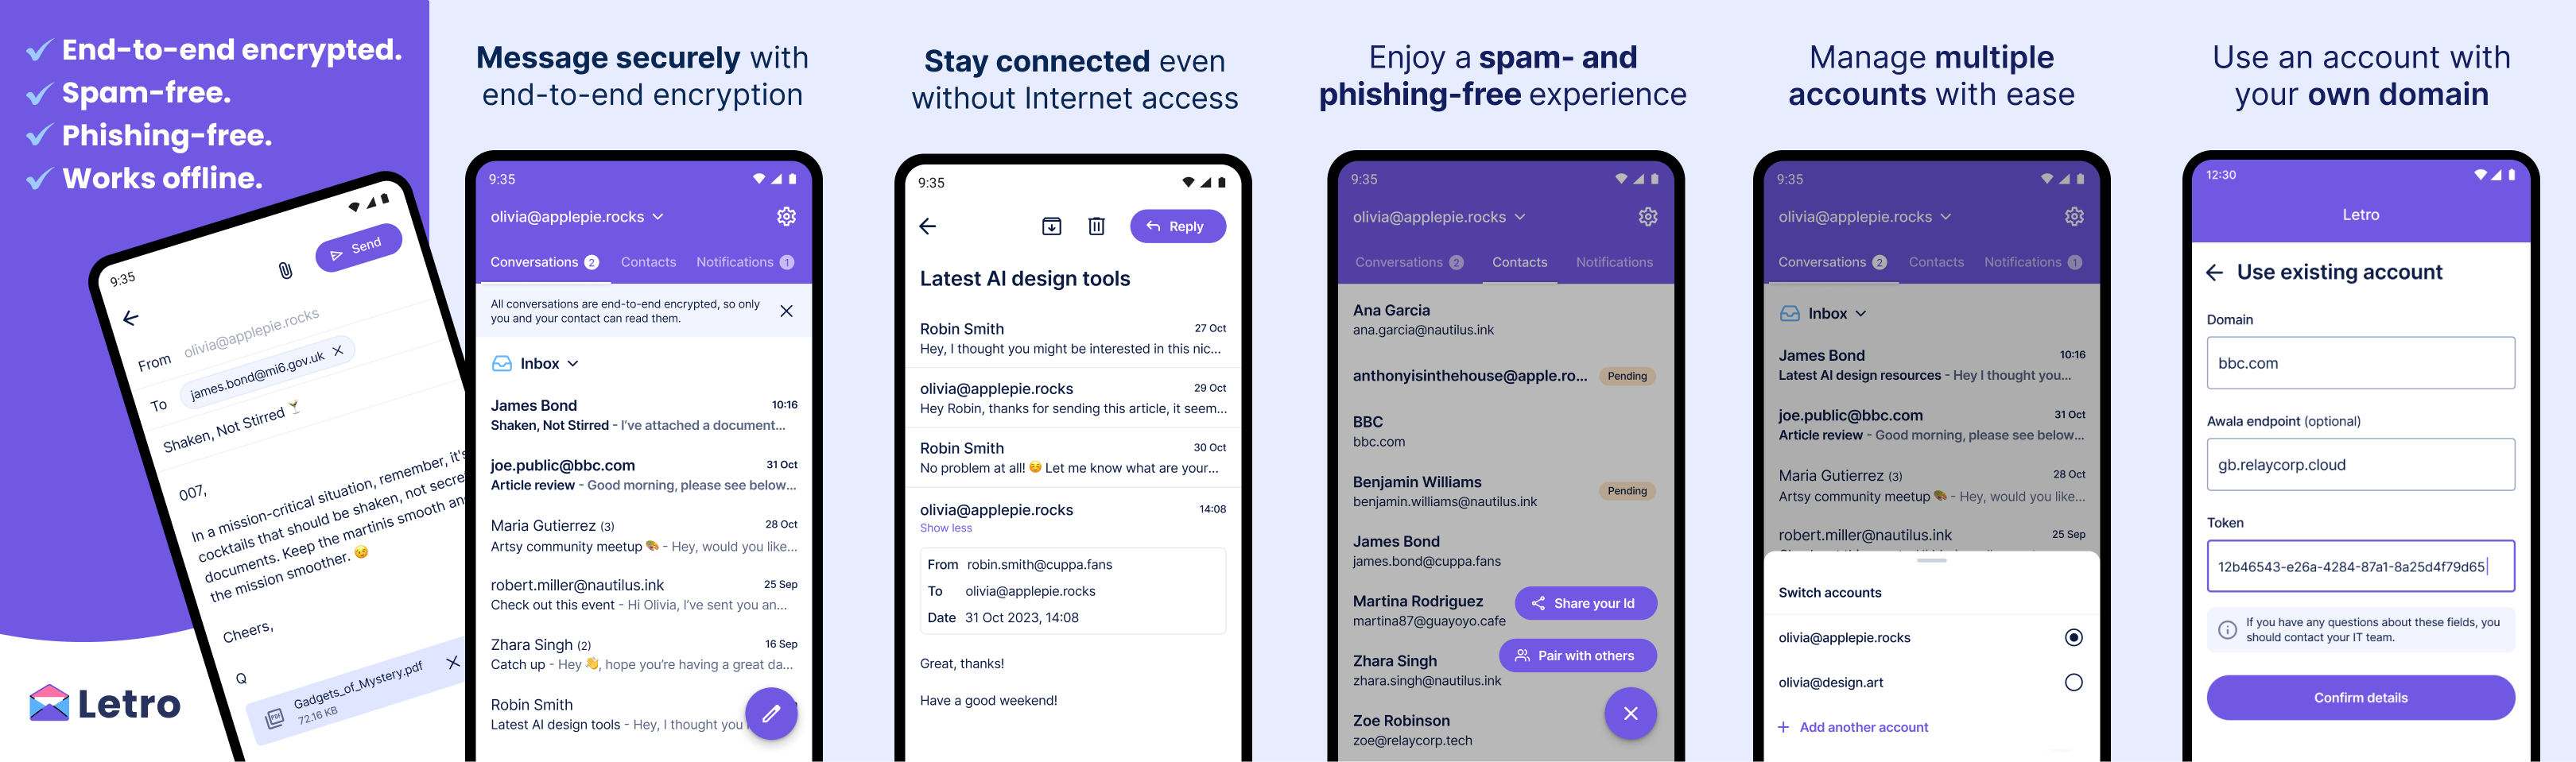 End-to-end encrypted.
Spam-free.
Phishing-free.
Works offline.
9:35
Send
From olivia@applepie.rocks
To james.bond@mi6.gov.uk
Shaken, Not Stirred 🍸
007,
In a mission-critical situation, remember, it's
cocktails that should be shaken, not secre
documents. Keep the martinis smooth an
the mission smoother. 😉
Cheers,
Q
Gadgets_of_Mystery.pdf
72.16 KB
Letro
Message securely with
end-to-end encryption
9:35
olivia@applepie.rocks
Conversations 2 Contacts Notifications 1
All conversations are end-to-end encrypted, so only
you and your contact can read them.
Inbox
James Bond 10:16
Shaken, Not Stirred - I've attached a document...
joe.public@bbc.com 31 Oct
Article review - Good morning, please see below...
Maria Gutierrez (3) 28 Oct
Artsy community meetup 🎨 - Hey, would you like...
robert.miller@nautilus.ink 25 Sep
Check out this event - Hi Olivia, I've sent you an...
Zhara Singh (2) 16 Sep
Catch up - Hey 👋, hope you're having a great da...
Robin Smith
Latest AI design tools - Hey, I thought you
Stay connected even
without Internet access
9:35
Reply
Latest AI design tools
Robin Smith 27 Oct
Hey, I thought you might be interested in this nic...
olivia@applepie.rocks 29 Oct
Hey Robin, thanks for sending this article, it seem...
Robin Smith 30 Oct
No problem at all! ☺️ Let me know what are your...
olivia@applepie.rocks 14:08
Show less
From robin.smith@cuppa.fans
To olivia@applepie.rocks
Date 31 Oct 2023, 14:08
Great, thanks!
Have a good weekend!
Enjoy a spam- and
phishing-free experience
9:35
olivia@applepie.rocks
Conversations 2 Contacts Notifications
Ana Garcia
ana.garcia@nautilus.ink
anthonyisinthehouse@apple.ro... Pending
BBC
bbc.com
Benjamin Williams
benjamin.williams@nautilus.ink Pending
James Bond
james.bond@cuppa.fans
Martina Rodriguez
martina87@guayoyo.cafe
Share your Id
Zhara Singh
zhara.singh@nautilus.ink
Pair with others
Zoe Robinson
zoe@relaycorp.tech
Manage multiple
accounts with ease
9:35
olivia@applepie.rocks
Conversations 2 Contacts Notifications 1
Inbox
James Bond 10:16
Latest AI design resources - Hey I thought you...
joe.public@bbc.com 31 Oct
Article review - Good morning, please see below...
Maria Gutierrez (3) 28 Oct
Artsy community meetup 🎨 - Hey, would you like...
robert.miller@nautilus.ink 25 Sep
Switch accounts
olivia@applepie.rocks
olivia@design.art
+ Add another account
Use an account with
your own domain
12:30
Letro
Use existing account
Domain
bbc.com
Awala endpoint (optional)
gb.relaycorp.cloud
Token
12b46543-e26a-4284-87a1-8a25d4f79d65
If you have any questions about these fields, you
should contact your IT team.
Confirm details